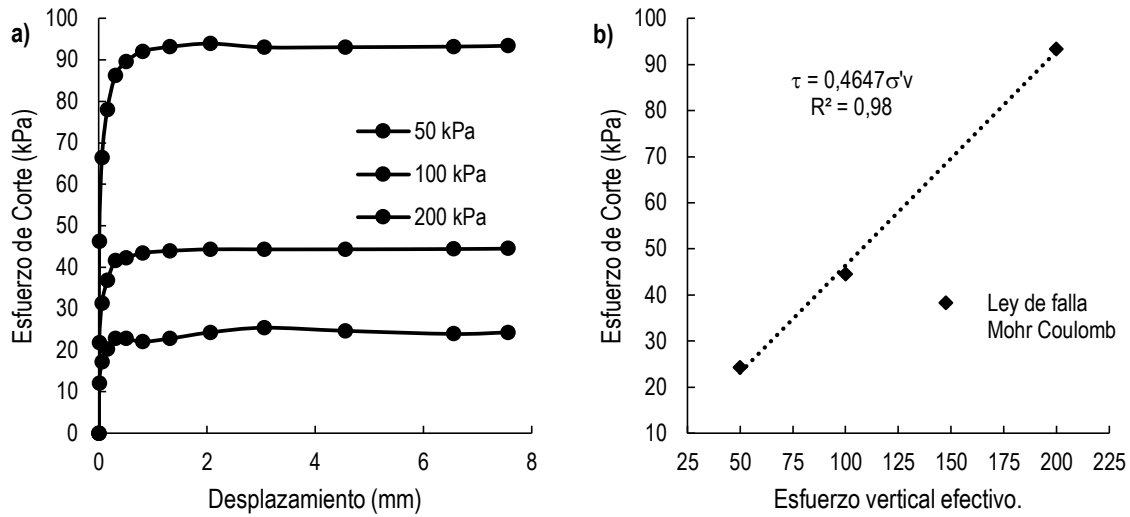 a)
Esfuerzo de Corte (kPa)
100
90
80
70
60
50
40
30
20
10
0
0 2 4 6 8
Desplazamiento (mm)
50 kPa
100 kPa
200 kPa
b)
Esfuerzo de Corte (kPa)
100
90
80
70
60
50
40
30
20
10
25 50 75 100 125 150 175 200 225
Esfuerzo vertical efectivo.
τ = 0,4647σ'v
R² = 0,98
Ley de falla
Mohr Coulomb